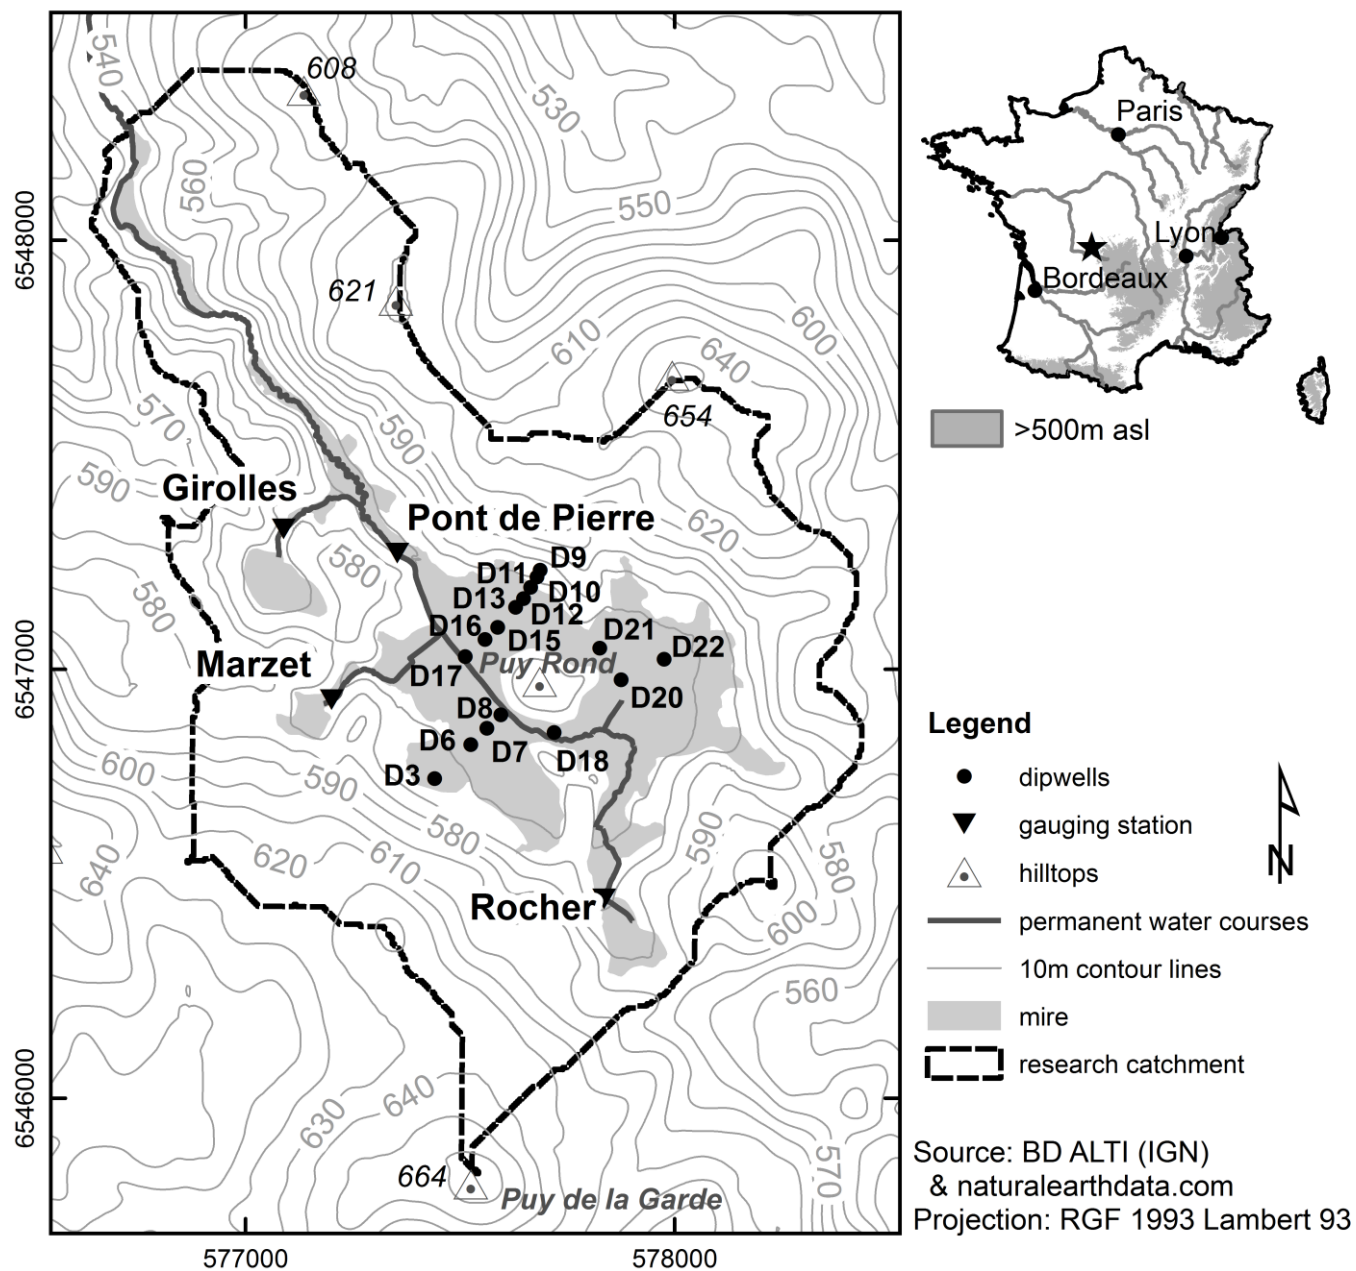 540
608
530
560
550
6548000
621
610
600
640
654
570
590
590
Girolles
Pont de Pierre
620
580
D9
D11
D10
D13
D12
580
D16
D15
D21
D22
Marzet
D17
Puy Rond
D20
6547000
D8
D6
D7
D18
D3
600
590
580
590
580
640
620
610
Rocher
600
560
6546000
630
640
664
Puy de la Garde
570
577000
578000
Paris
Lyon
Bordeaux
>500m asl
Legend
dipwells
gauging station
hilltops
permanent water courses
10m contour lines
mire
research catchment
N
Source: BD ALTI (IGN)
& naturalearthdata.com
Projection: RGF 1993 Lambert 93